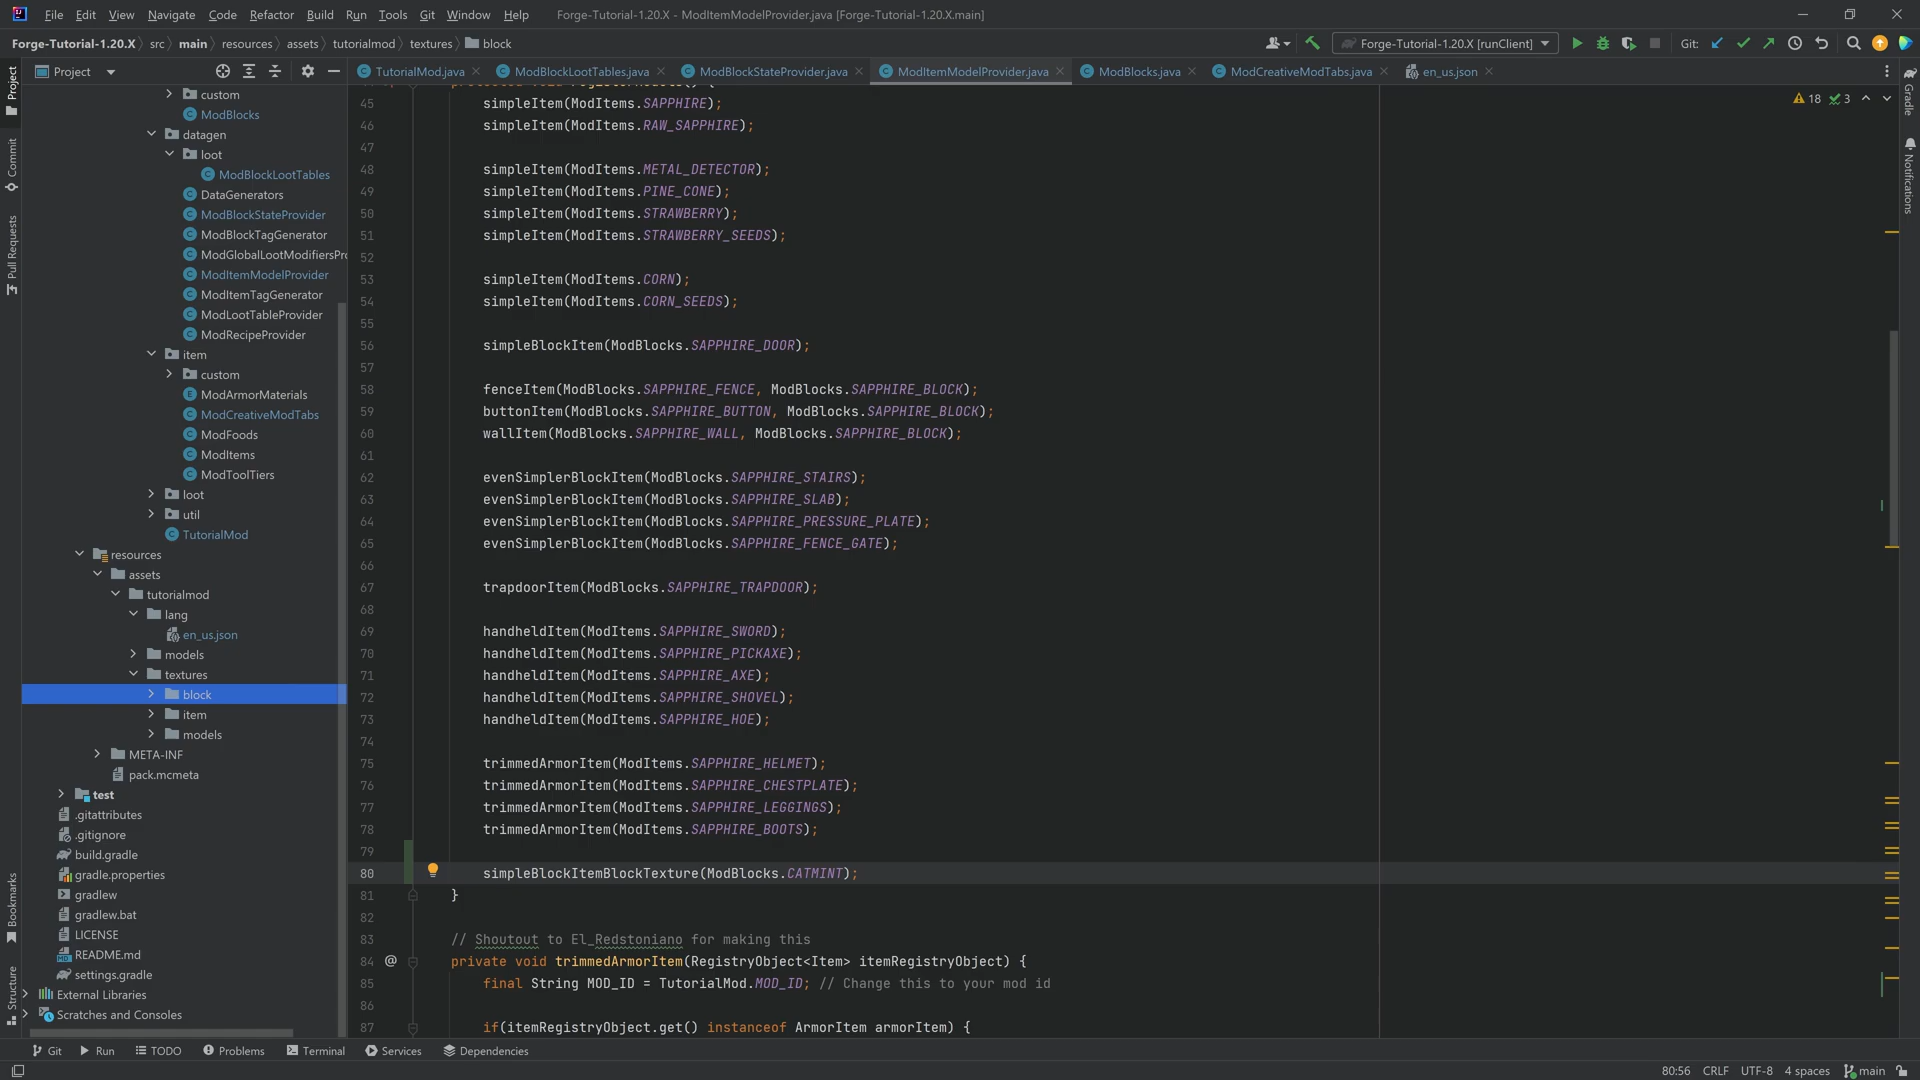 File Edit View Navigate Code Refactor Build Run Tools Git Window Help Forge-Tutorial-1.20.X - ModItemModelProvider.java [Forge-Tutorial-1.20.X.main]
Forge-Tutorial-1.20.X src main resources assets tutorialmod textures block Forge-Tutorial-1.20.X [runClient] Git:
Project TutorialMod.java ModBlockLootTables.java ModBlockStateProvider.java ModItemModelProvider.java ModBlocks.java ModCreativeModTabs.java en_us.json
Project
Commit
Pull Requests
Bookmarks
Structure
custom
ModBlocks
datagen
loot
ModBlockLootTables
DataGenerators
ModBlockStateProvider
ModBlockTagGenerator
ModGlobalLootModifiersPro
ModItemModelProvider
ModItemTagGenerator
ModLootTableProvider
ModRecipeProvider
item
custom
ModArmorMaterials
ModCreativeModTabs
ModFoods
ModItems
ModToolTiers
loot
util
TutorialMod
resources
assets
tutorialmod
lang
en_us.json
models
textures
block
item
models
META-INF
pack.mcmeta
test
.gitattributes
.gitignore
build.gradle
gradle.properties
gradlew
gradlew.bat
LICENSE
README.md
settings.gradle
External Libraries
Scratches and Consoles
18 3
45 simpleItem(ModItems.SAPPHIRE);
46 simpleItem(ModItems.RAW_SAPPHIRE);
47
48 simpleItem(ModItems.METAL_DETECTOR);
49 simpleItem(ModItems.PINE_CONE);
50 simpleItem(ModItems.STRAWBERRY);
51 simpleItem(ModItems.STRAWBERRY_SEEDS);
52
53 simpleItem(ModItems.CORN);
54 simpleItem(ModItems.CORN_SEEDS);
55
56 simpleBlockItem(ModBlocks.SAPPHIRE_DOOR);
57
58 fenceItem(ModBlocks.SAPPHIRE_FENCE, ModBlocks.SAPPHIRE_BLOCK);
59 buttonItem(ModBlocks.SAPPHIRE_BUTTON, ModBlocks.SAPPHIRE_BLOCK);
60 wallItem(ModBlocks.SAPPHIRE_WALL, ModBlocks.SAPPHIRE_BLOCK);
61
62 evenSimplerBlockItem(ModBlocks.SAPPHIRE_STAIRS);
63 evenSimplerBlockItem(ModBlocks.SAPPHIRE_SLAB);
64 evenSimplerBlockItem(ModBlocks.SAPPHIRE_PRESSURE_PLATE);
65 evenSimplerBlockItem(ModBlocks.SAPPHIRE_FENCE_GATE);
66
67 trapdoorItem(ModBlocks.SAPPHIRE_TRAPDOOR);
68
69 handheldItem(ModItems.SAPPHIRE_SWORD);
70 handheldItem(ModItems.SAPPHIRE_PICKAXE);
71 handheldItem(ModItems.SAPPHIRE_AXE);
72 handheldItem(ModItems.SAPPHIRE_SHOVEL);
73 handheldItem(ModItems.SAPPHIRE_HOE);
74
75 trimmedArmorItem(ModItems.SAPPHIRE_HELMET);
76 trimmedArmorItem(ModItems.SAPPHIRE_CHESTPLATE);
77 trimmedArmorItem(ModItems.SAPPHIRE_LEGGINGS);
78 trimmedArmorItem(ModItems.SAPPHIRE_BOOTS);
79
80 simpleBlockItemBlockTexture(ModBlocks.CATMINT);
81 }
82
83 // Shoutout to El_Redstoniano for making this
84 @ private void trimmedArmorItem(RegistryObject<Item> itemRegistryObject) {
85 final String MOD_ID = TutorialMod.MOD_ID; // Change this to your mod id
86
87 if(itemRegistryObject.get() instanceof ArmorItem armorItem) {
Gradle
Notifications
Git Run TODO Problems Terminal Services Dependencies
80:56 CRLF UTF-8 4 spaces main